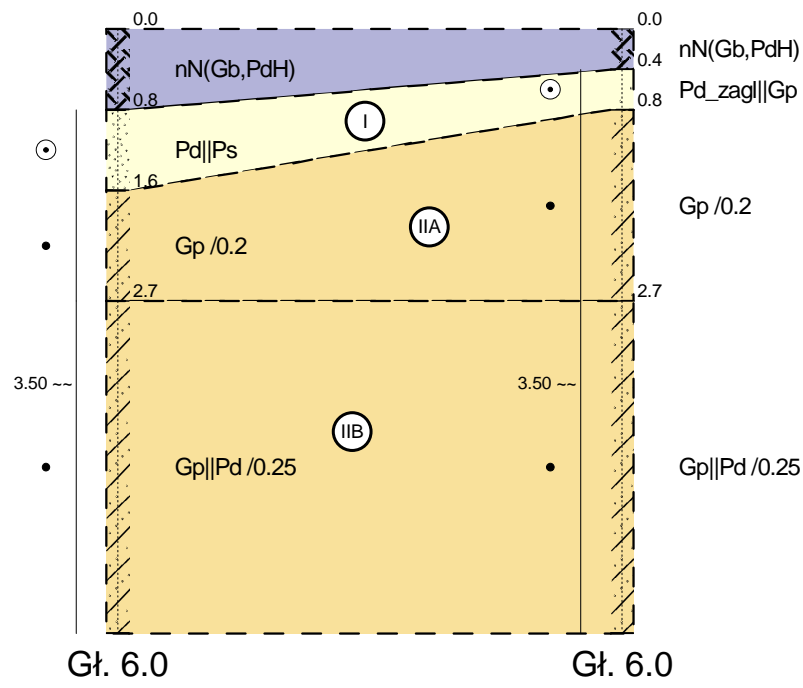 0.0
0.0
nN(Gb,PdH)
nN(Gb,PdH)
0.4
0.8
0.8
Pd_zagl||Gp
I
Pd||Ps
1.6
Gp /0.2
IIA
Gp /0.2
2.7
2.7
3.50 ~~
3.50 ~~
IIB
Gp||Pd /0.25
Gp||Pd /0.25
Gł. 6.0
Gł. 6.0